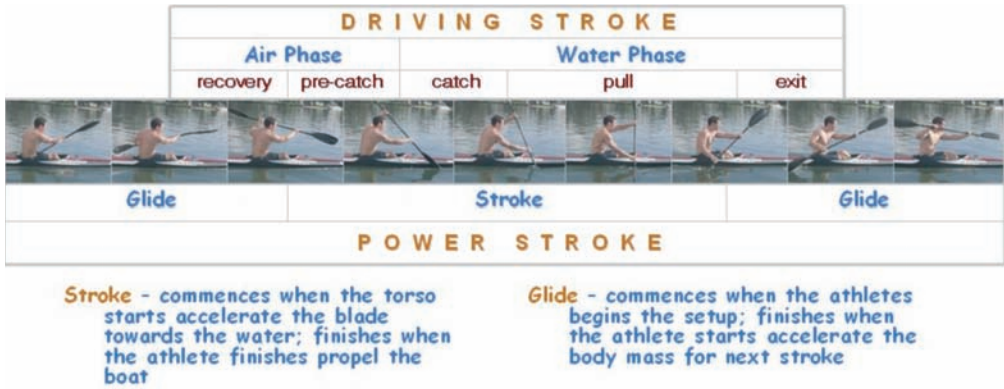 DRIVING STROKE
Air Phase Water Phase
recovery pre-catch catch pull exit
Glide Stroke Glide
POWER STROKE
Stroke - commences when the torso
starts accelerate the blade
towards the water; finishes when
the athlete finishes propel the
boat
Glide - commences when the athletes
begins the setup; finishes when
the athlete starts accelerate the
body mass for next stroke